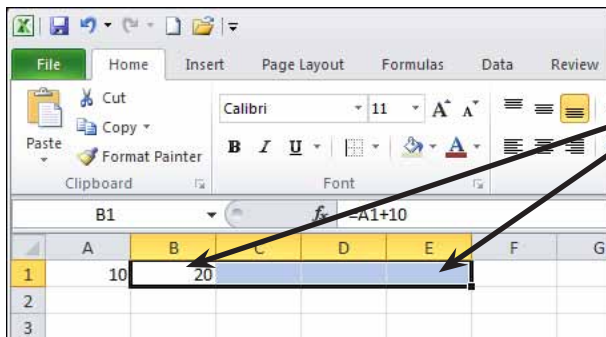 File Home Insert Page Layout Formulas Data Review
Cut
Calibri 11 A A
Copy
Paste
Format Painter
B I U A
Clipboard Font
B1 fx =A1+10
A B C D E F G
1 10 20
2
3